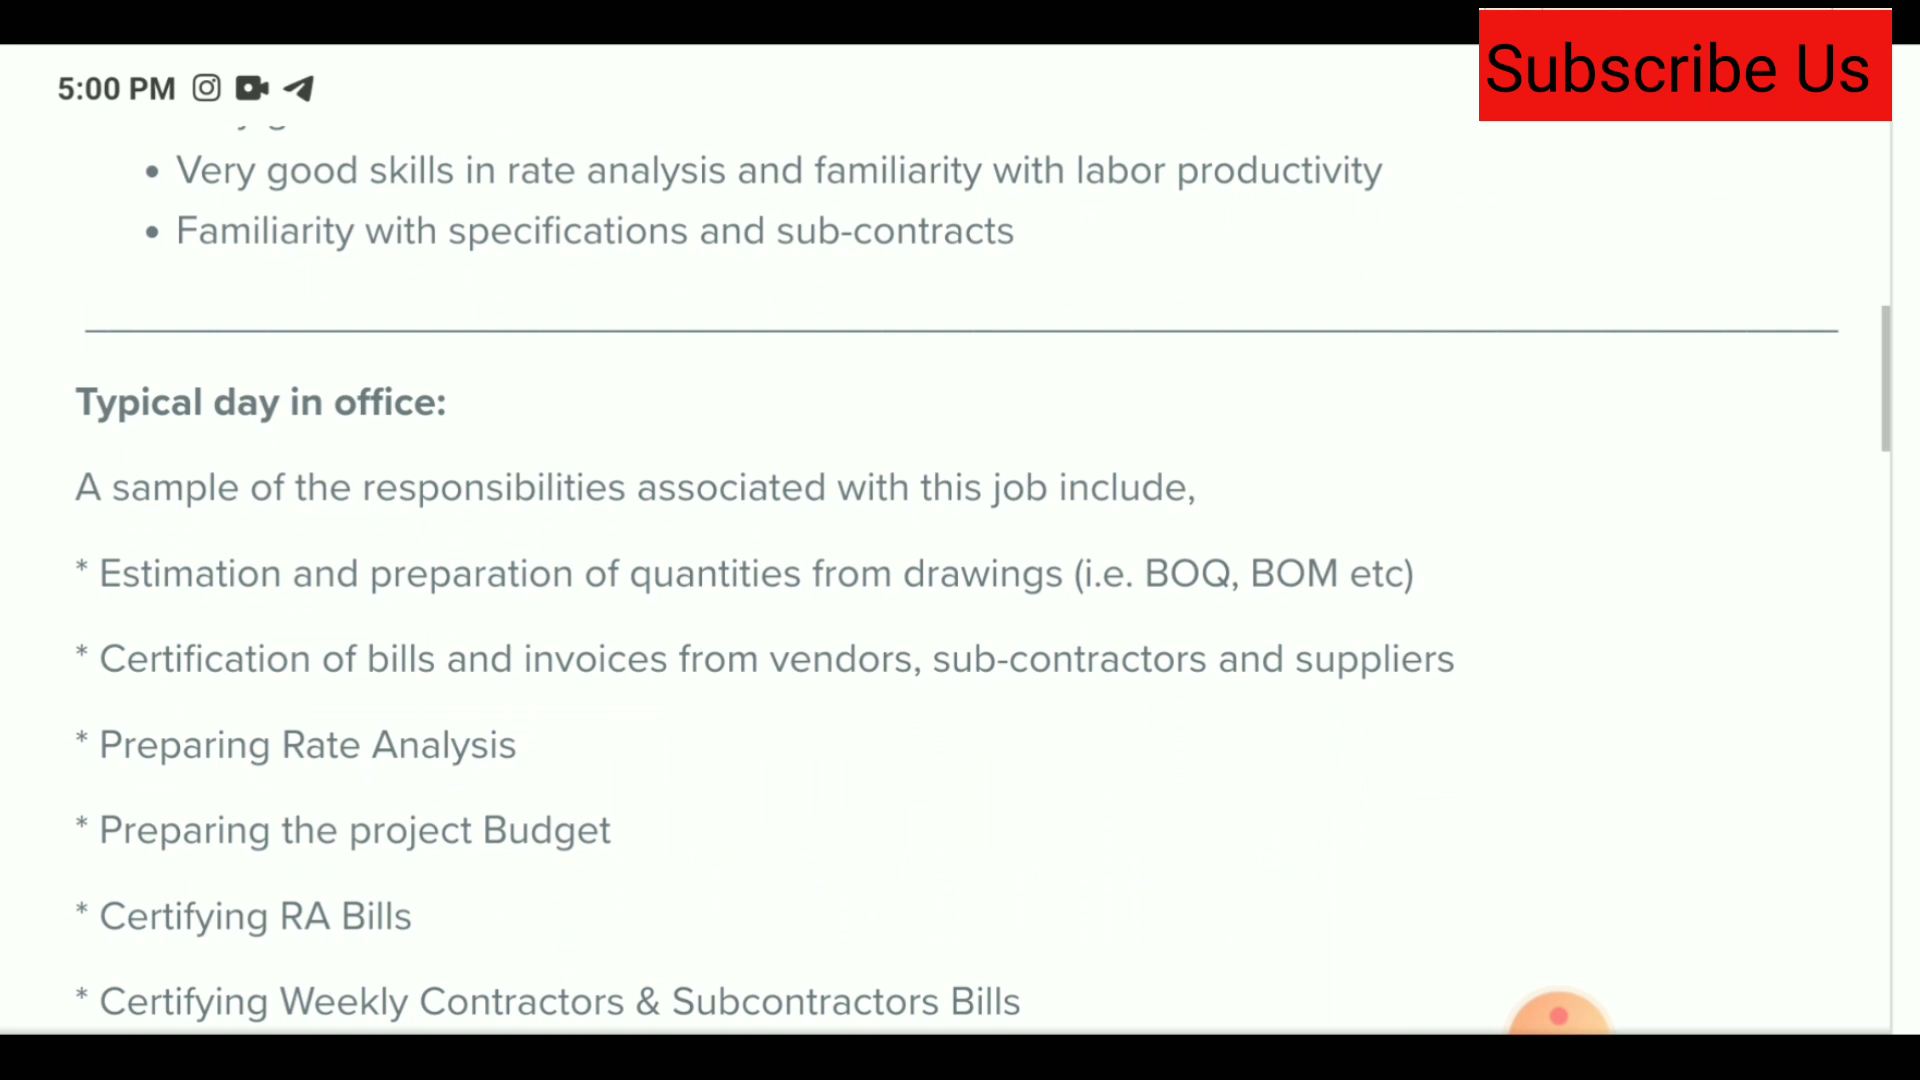 Subscribe Us
5:00 PM
• Very good skills in rate analysis and familiarity with labor productivity
• Familiarity with specifications and sub-contracts
Typical day in office:
A sample of the responsibilities associated with this job include,
* Estimation and preparation of quantities from drawings (i.e. BOQ, BOM etc)
* Certification of bills and invoices from vendors, sub-contractors and suppliers
* Preparing Rate Analysis
* Preparing the project Budget
* Certifying RA Bills
* Certifying Weekly Contractors & Subcontractors Bills